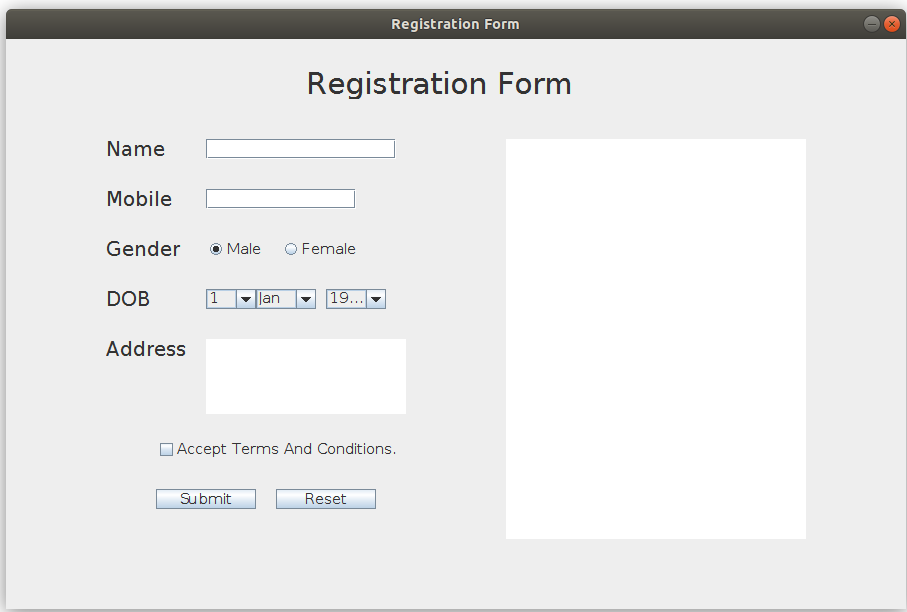 Registration Form
Registration Form
Name
Mobile
Gender Male Female
DOB 1 Jan 19...
Address
Accept Terms And Conditions.
Submit Reset